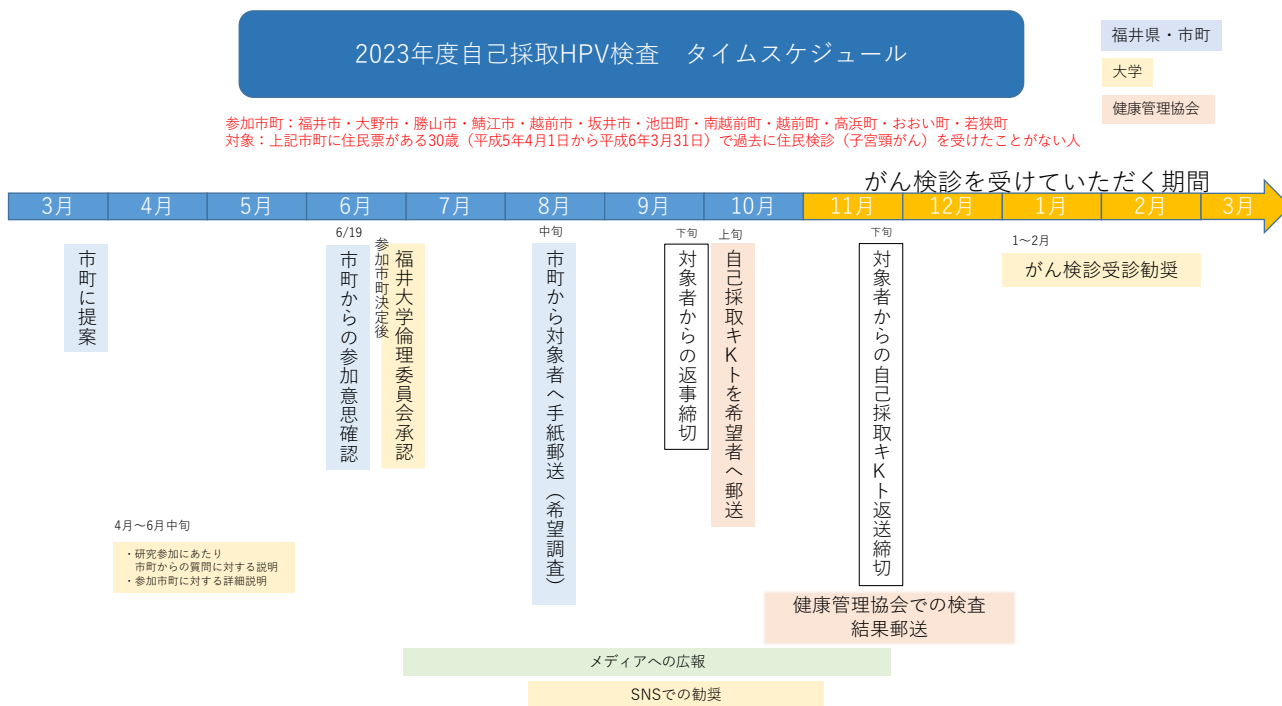 2023年度自己採取HPV検査　タイムスケジュール
福井県・市町
大学
健康管理協会
参加市町：福井市・大野市・勝山市・鯖江市・越前市・坂井市・池田町・南越前町・越前町・高浜町・おおい町・若狭町
対象：上記市町に住民票がある30歳（平成5年4月1日から平成6年3月31日）で過去に住民検診（子宮頸がん）を受けたことがない人
がん検診を受けていただく期間
3月
4月
5月
6月
7月
8月
9月
10月
11月
12月
1月
2月
3月
市町に提案
4月～6月中旬
・研究参加にあたり
市町からの質問に対する説明
・参加市町に対する詳細説明
6/19
市町からの参加意思確認
参加市町決定後
福井大学倫理委員会承認
中旬
市町から対象者へ手紙郵送（希望調査）
下旬
対象者からの返事締切
上旬
自己採取キKトを希望者へ郵送
下旬
対象者からの自己採取キKト返送締切
1～2月
がん検診受診勧奨
健康管理協会での検査
結果郵送
メディアへの広報
SNSでの勧奨